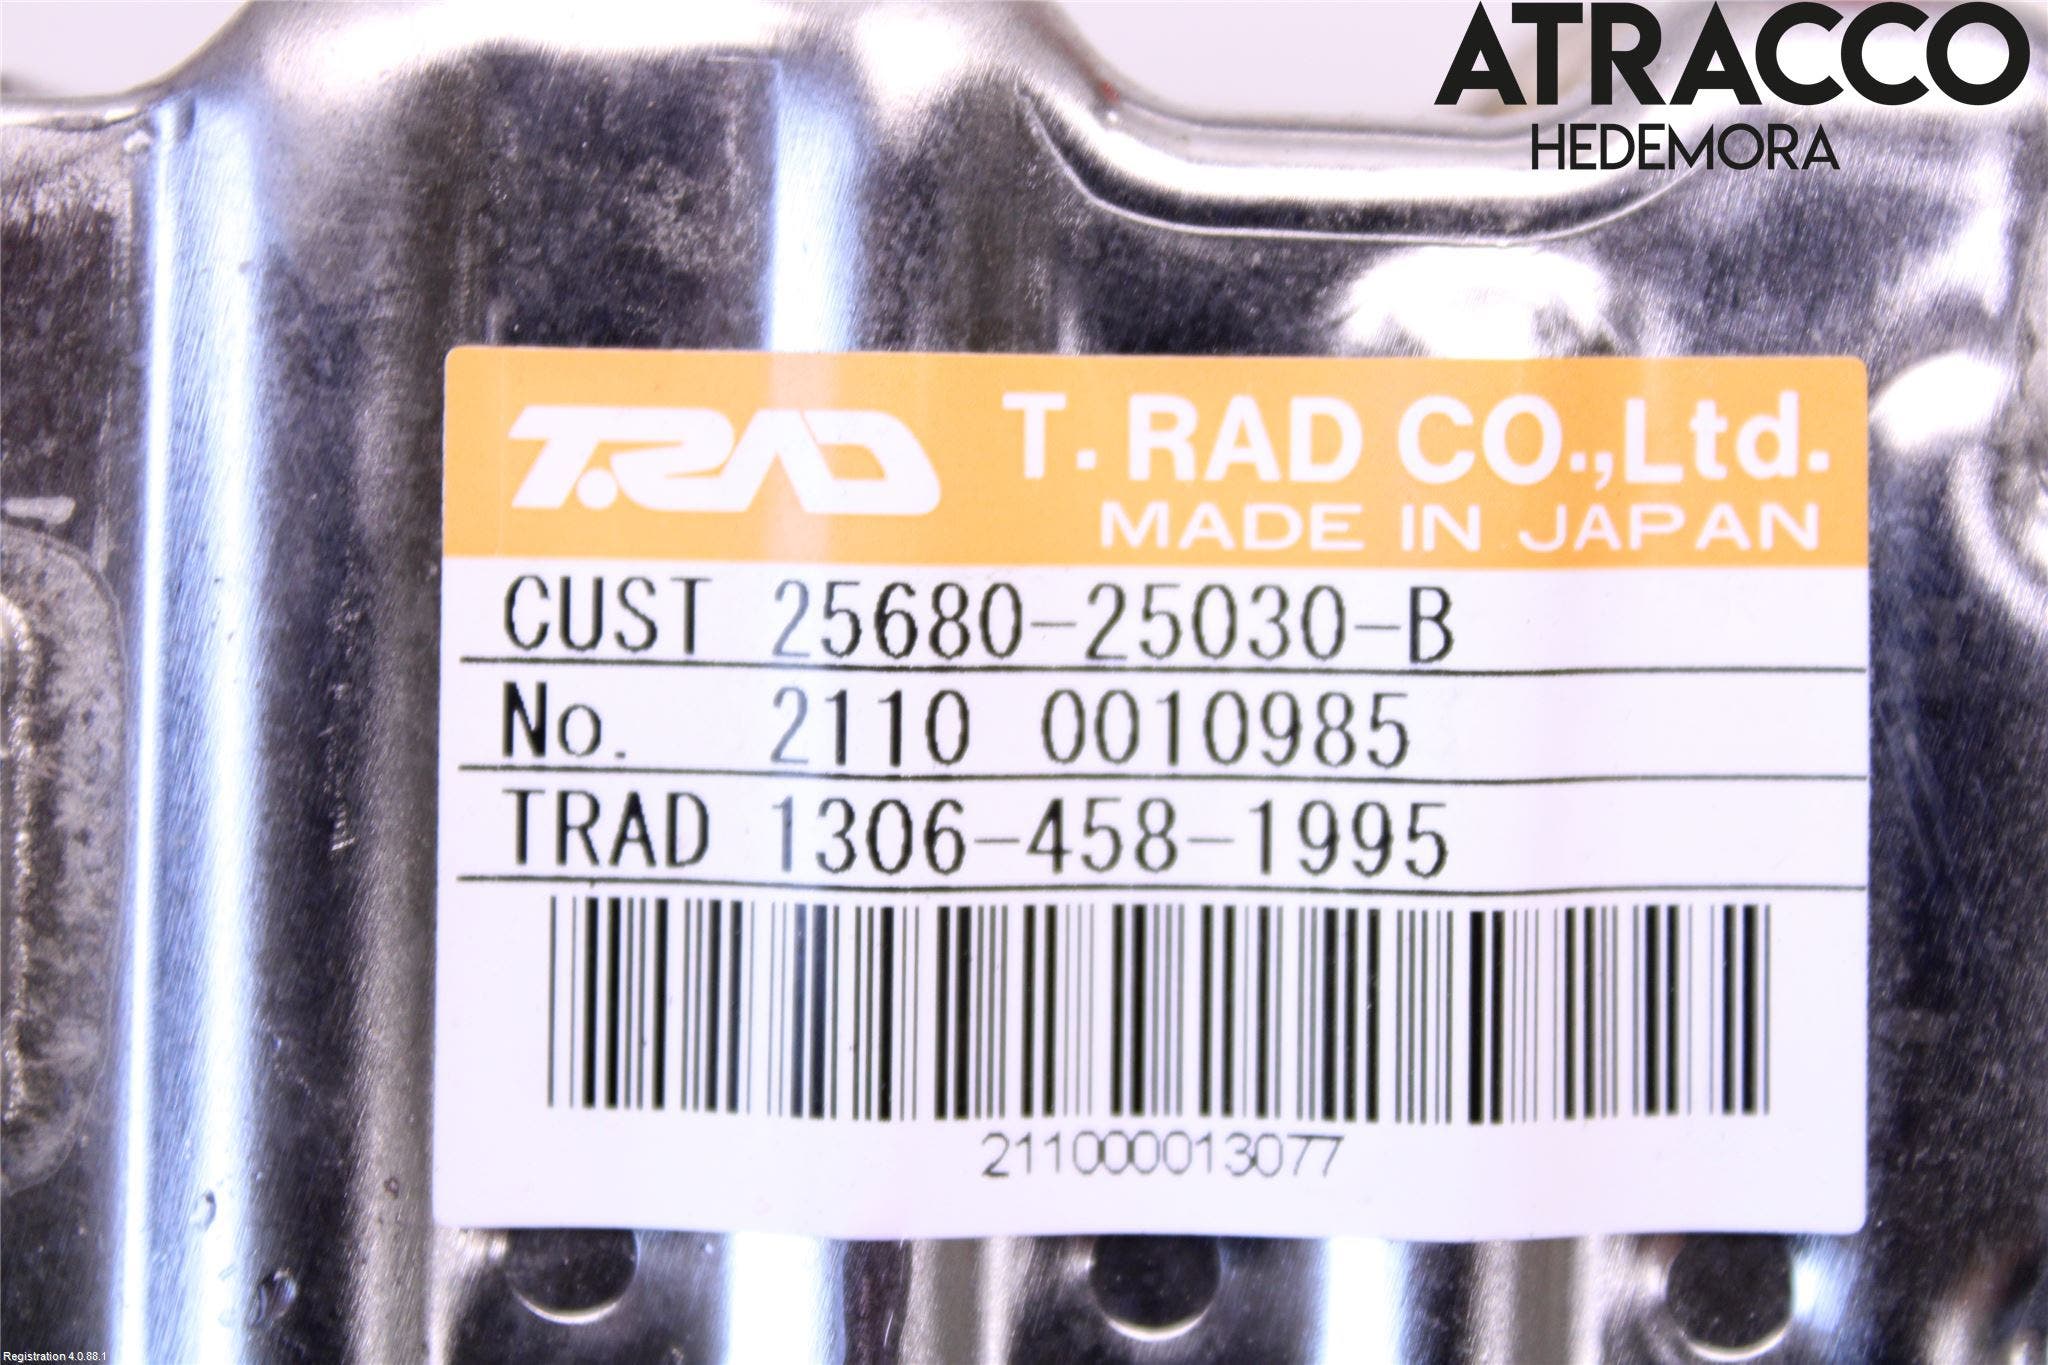 ATRACCO
HEDEMORA
T.RAD T. RAD CO.,Ltd.
MADE IN JAPAN
CUST 25680-25030-B
No. 2110 0010985
TRAD 1306-458-1995
211000013077
Registration 4.0.88.1